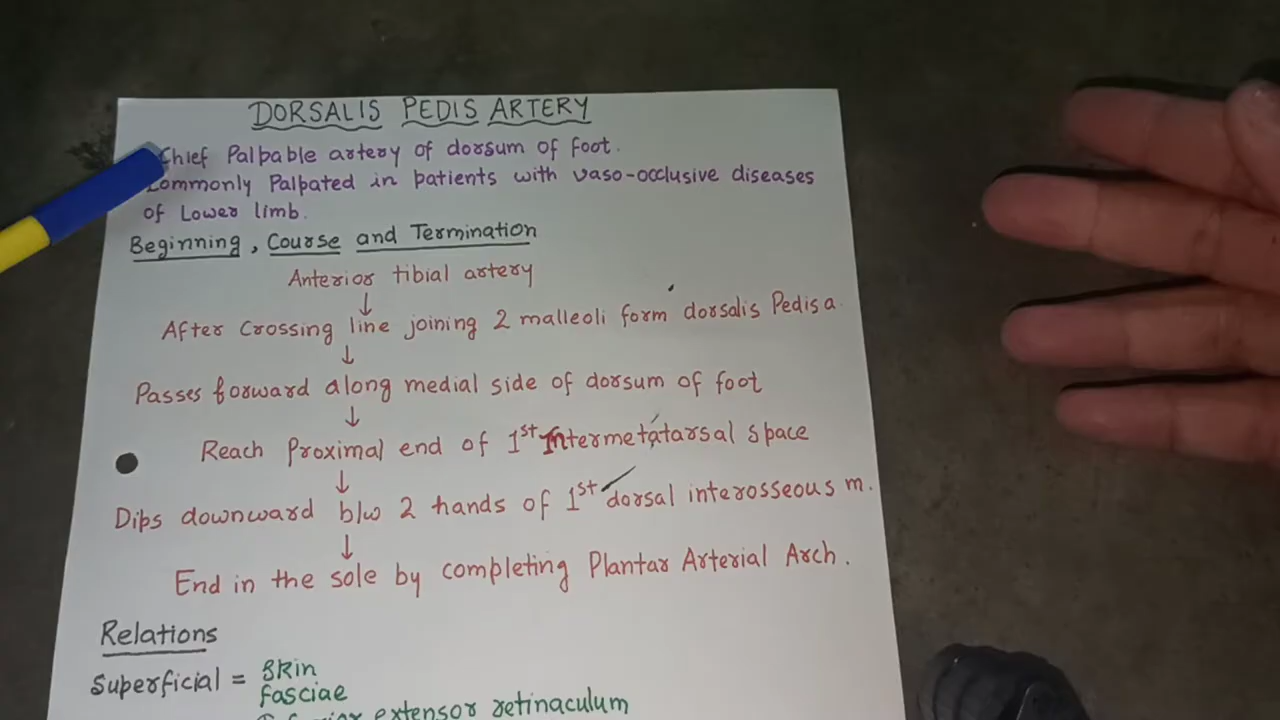 DORSALIS PEDIS ARTERY
Chief Palpable artery of dorsum of foot.
Commonly Palpated in patients with vaso-occlusive diseases
of Lower limb.
Beginning, Course and Termination
Anterior tibial artery
↓
After Crossing line joining 2 malleoli form dorsalis Pedis a.
↓
Passes forward along medial side of dorsum of foot
↓
Reach Proximal end of 1st Intermetatarsal space
↓
Dips downward b/w 2 hands of 1st dorsal interosseous m.
↓
End in the sole by completing Plantar Arterial Arch.
Relations
Superficial = Skin
fasciae
extensor retinaculum